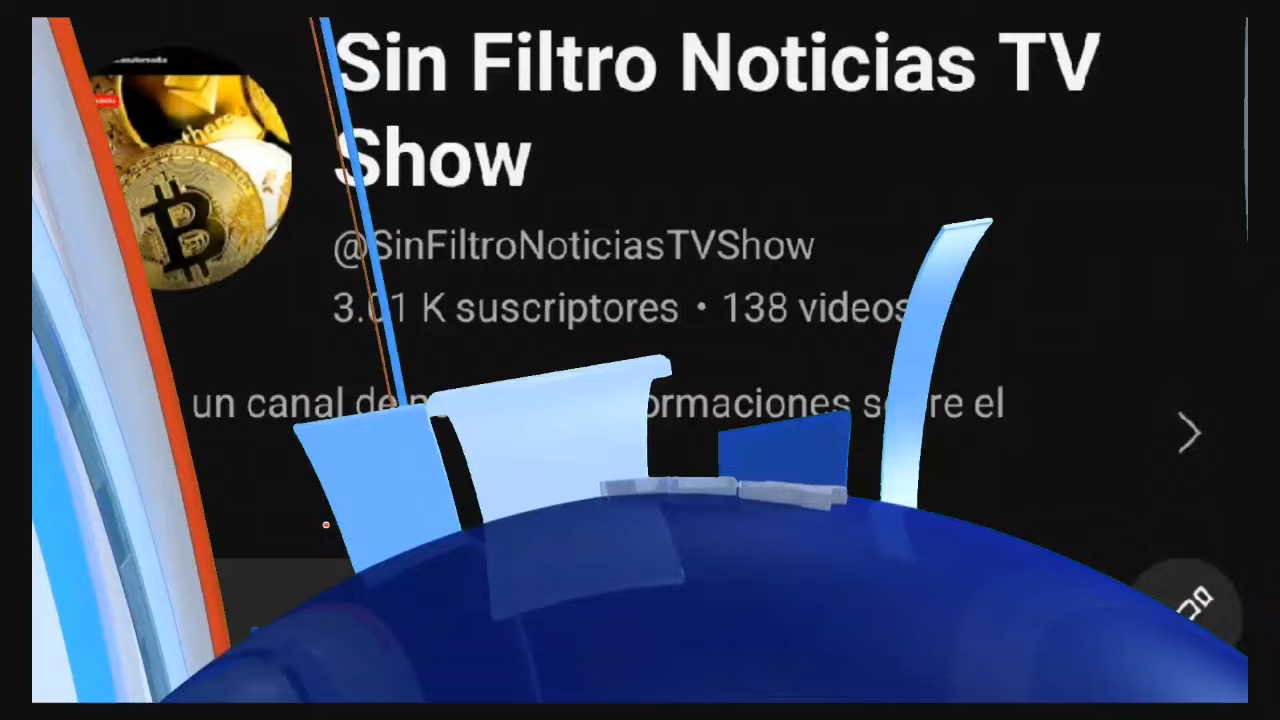 Sin Filtro Noticias TV
Show
@SinFiltroNoticiasTVShow
3.01 K suscriptores • 138 videos
un canal de ormaciones re el